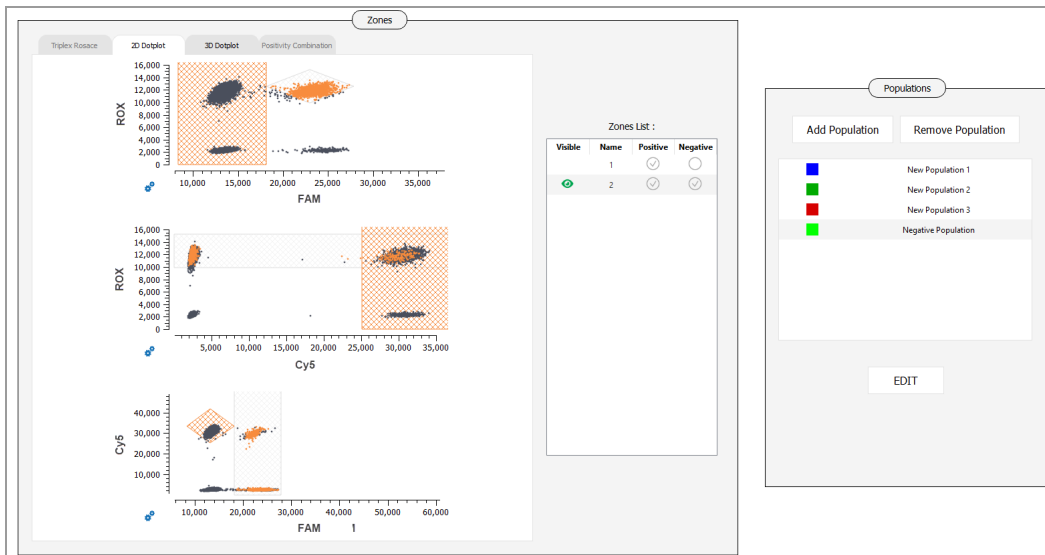 Zones
Triplex Rosace 2D Dotplot 3D Dotplot Positivity Combination
16,000
14,000
12,000
10,000
8,000
6,000
4,000
2,000
0
ROX
10,000 15,000 20,000 25,000 30,000 35,000
FAM
16,000
14,000
12,000
10,000
8,000
6,000
4,000
2,000
0
ROX
5,000 10,000 15,000 20,000 25,000 30,000 35,000
Cy5
40,000
30,000
20,000
10,000
Cy5
10,000 20,000 30,000 40,000 50,000 60,000
FAM
Zones List :
Visible Name Positive Negative
1
2
Populations
Add Population Remove Population
New Population 1
New Population 2
New Population 3
Negative Population
EDIT